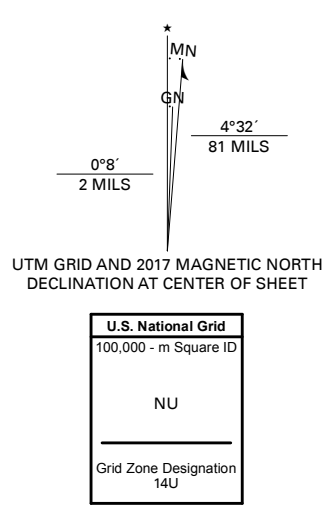 ★
MN
GN
4°32´
81 MILS
0°8´
2 MILS
UTM GRID AND 2017 MAGNETIC NORTH
DECLINATION AT CENTER OF SHEET
U.S. National Grid
100,000 - m Square ID
NU
Grid Zone Designation
14U